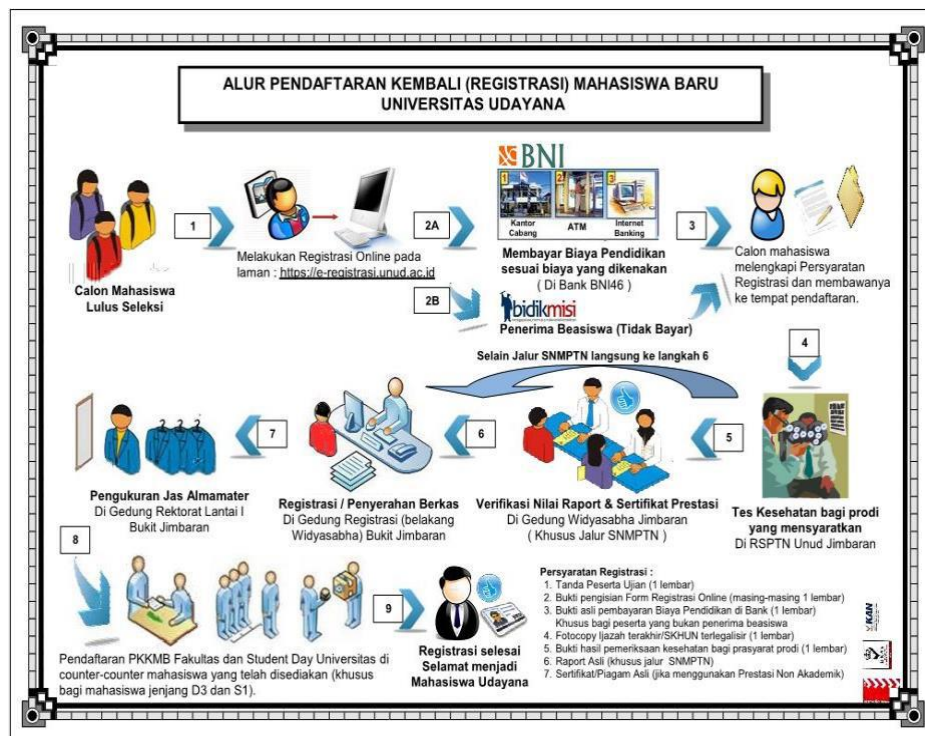 ALUR PENDAFTARAN KEMBALI (REGISTRASI) MAHASISWA BARU
UNIVERSITAS UDAYANA
1
Calon Mahasiswa
Lulus Seleksi
Melakukan Registrasi Online pada
laman : https://e-registrasi.unud.ac.id
2A
BNI
1
2
3
Kantor
Cabang
ATM
Internet
Banking
Membayar Biaya Pendidikan
sesuai biaya yang dikenakan
( Di Bank BNI46 )
2B
bidikmisi
Penerima Beasiswa (Tidak Bayar)
3
Calon mahasiswa
melengkapi Persyaratan
Registrasi dan membawanya
ke tempat pendaftaran.
4
Selain Jalur SNMPTN langsung ke langkah 6
Tes Kesehatan bagi prodi
yang mensyaratkan
Di RSPTN Unud Jimbaran
5
Verifikasi Nilai Raport & Sertifikat Prestasi
Di Gedung Widyasabha Jimbaran
( Khusus Jalur SNMPTN )
6
Registrasi / Penyerahan Berkas
Di Gedung Registrasi (belakang
Widyasabha) Bukit Jimbaran
7
Pengukuran Jas Almamater
Di Gedung Rektorat Lantai I
Bukit Jimbaran
8
Pendaftaran PKKMB Fakultas dan Student Day Universitas di
counter-counter mahasiswa yang telah disediakan (khusus
bagi mahasiswa jenjang D3 dan S1).
9
Registrasi selesai
Selamat menjadi
Mahasiswa Udayana
Persyaratan Registrasi :
1. Tanda Peserta Ujian (1 lembar)
2. Bukti pengisian Form Registrasi Online (masing-masing 1 lembar)
3. Bukti asli pembayaran Biaya Pendidikan di Bank (1 lembar)
Khusus bagi peserta yang bukan penerima beasiswa
4. Fotocopy Ijazah terakhir/SKHUN terlegalisir (1 lembar)
5. Bukti hasil pemeriksaan kesehatan bagi prasyarat prodi (1 lembar)
6. Raport Asli (khusus jalur SNMPTN)
7. Sertifikat/Piagam Asli (jika menggunakan Prestasi Non Akademik)
KAN